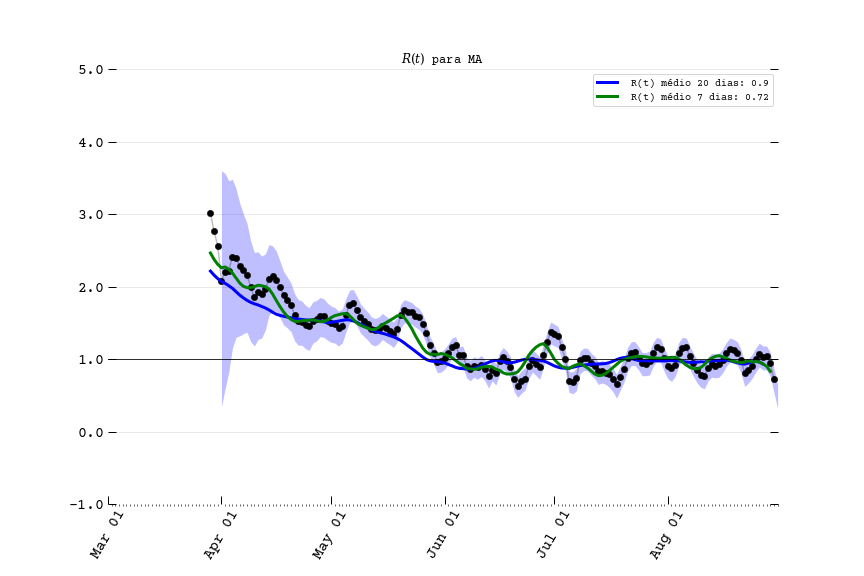 R(t) para MA
5.0
R(t) médio 20 dias: 0.9
R(t) médio 7 dias: 0.72
4.0
3.0
2.0
1.0
0.0
-1.0
Mar 01
Apr 01
May 01
Jun 01
Jul 01
Aug 01